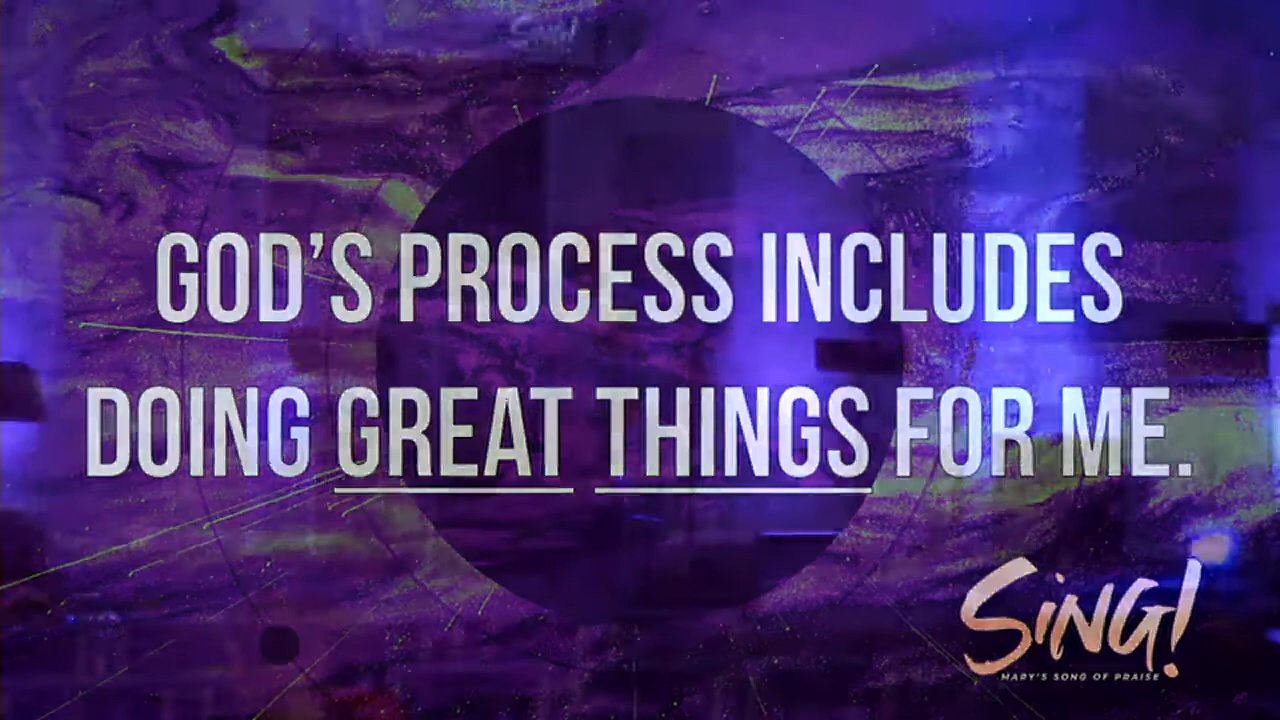 GOD'S PROCESS INCLUDES
DOING GREAT THINGS FOR ME.
SiNG!
MARY'S SONG OF PRAISE